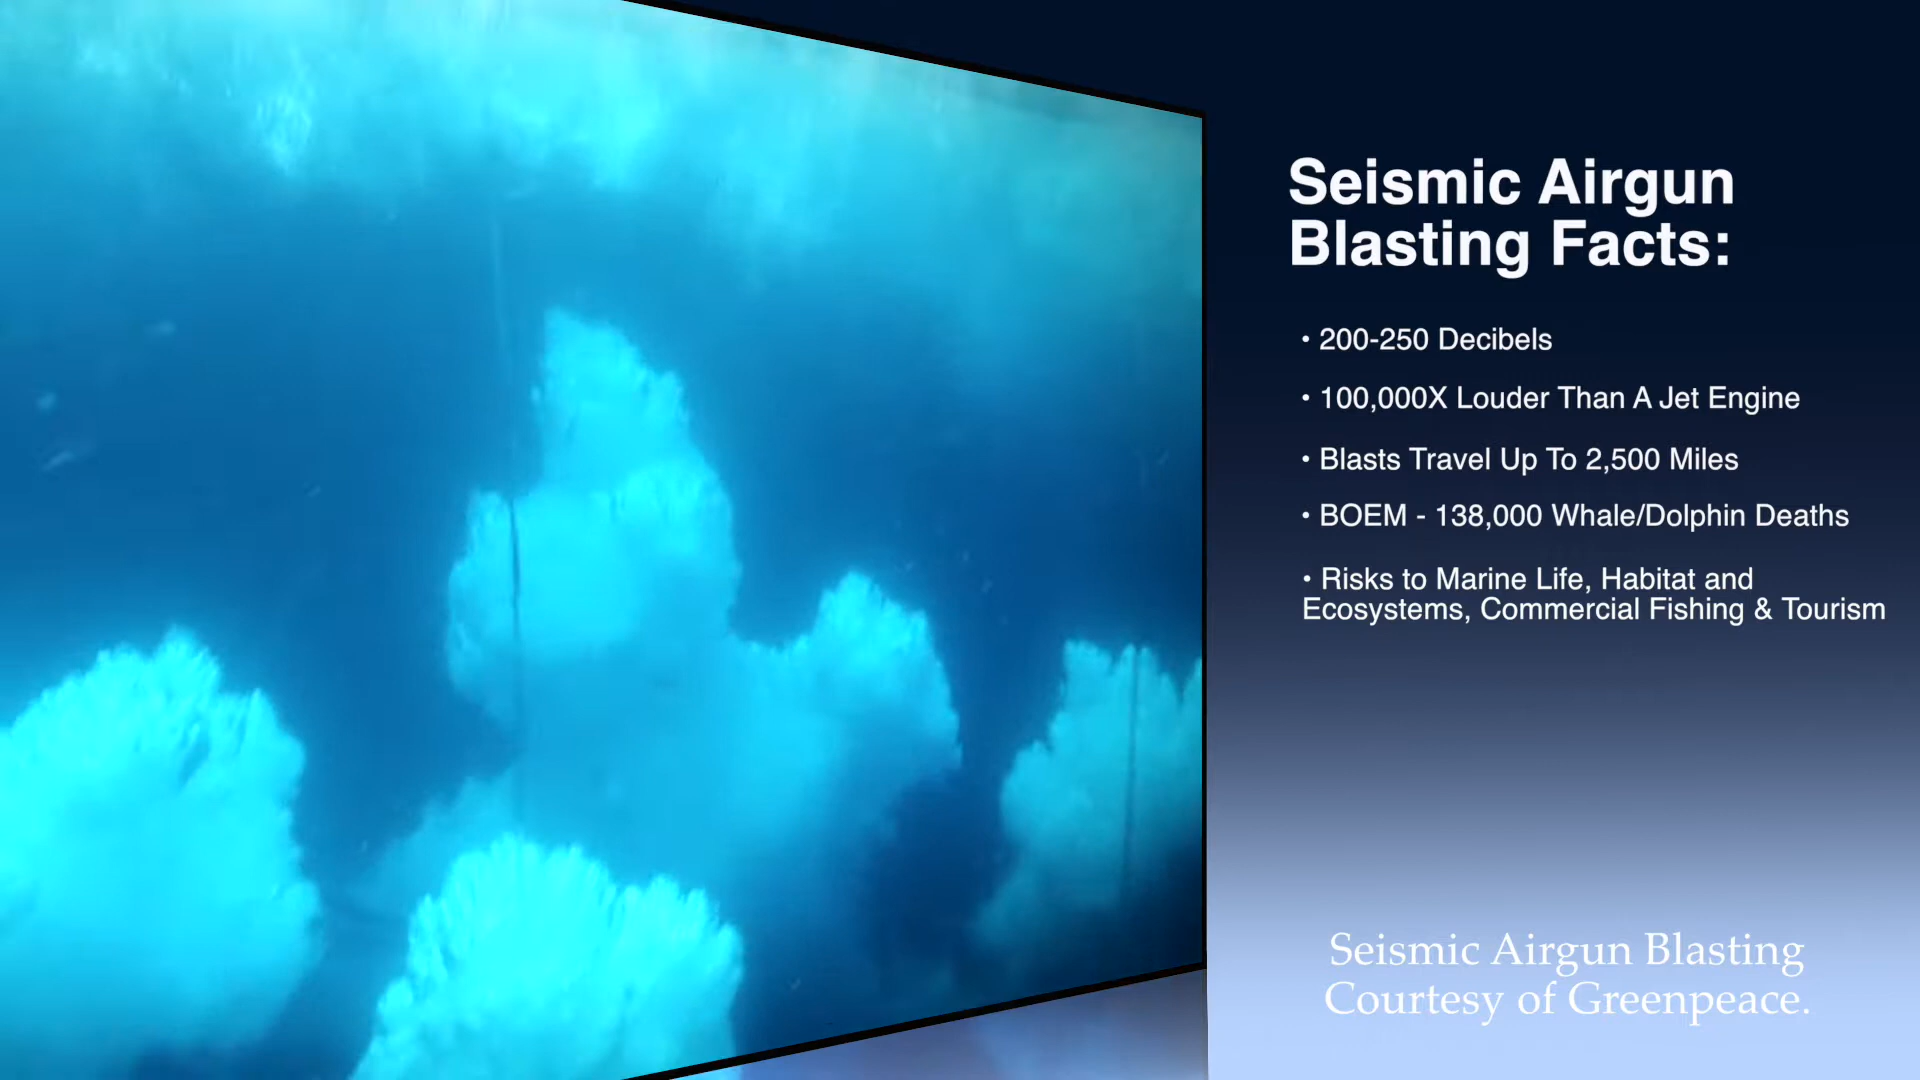 Seismic Airgun
Blasting Facts:
• 200-250 Decibels
• 100,000X Louder Than A Jet Engine
• Blasts Travel Up To 2,500 Miles
• BOEM - 138,000 Whale/Dolphin Deaths
• Risks to Marine Life, Habitat and
Ecosystems, Commercial Fishing & Tourism
Seismic Airgun Blasting
Courtesy of Greenpeace.